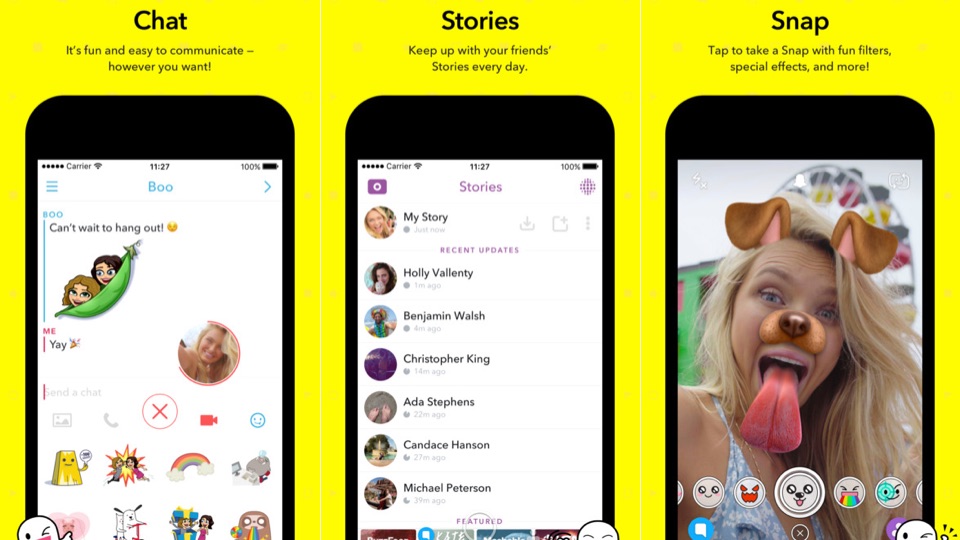 Chat
It's fun and easy to communicate –
however you want!
Carrier
11:27
100%
Boo
BOO
Can't wait to hang out!
ME
Yay
Send a chat
Stories
Keep up with your friends'
Stories every day.
Carrier
11:27
100%
Stories
My Story
Just now
RECENT UPDATES
Holly Vallenty
1m ago
Benjamin Walsh
4m ago
Christopher King
14m ago
Ada Stephens
22m ago
Candace Hanson
27m ago
Michael Peterson
39m ago
FEATURED
Snap
Tap to take a Snap with fun filters,
special effects, and more!